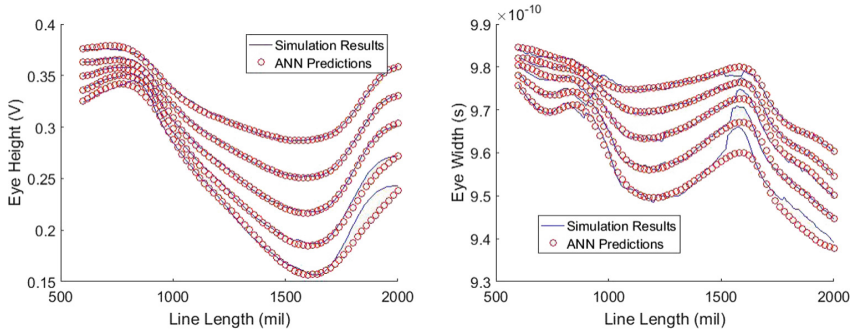 0.4
0.35
0.3
0.25
0.2
0.15
500
1000
1500
2000
Eye Height (V)
Line Length (mil)
Simulation Results
ANN Predictions
×10⁻¹⁰
9.9
9.8
9.7
9.6
9.5
9.4
9.3
500
1000
1500
2000
Eye Width (s)
Line Length (mil)
Simulation Results
ANN Predictions